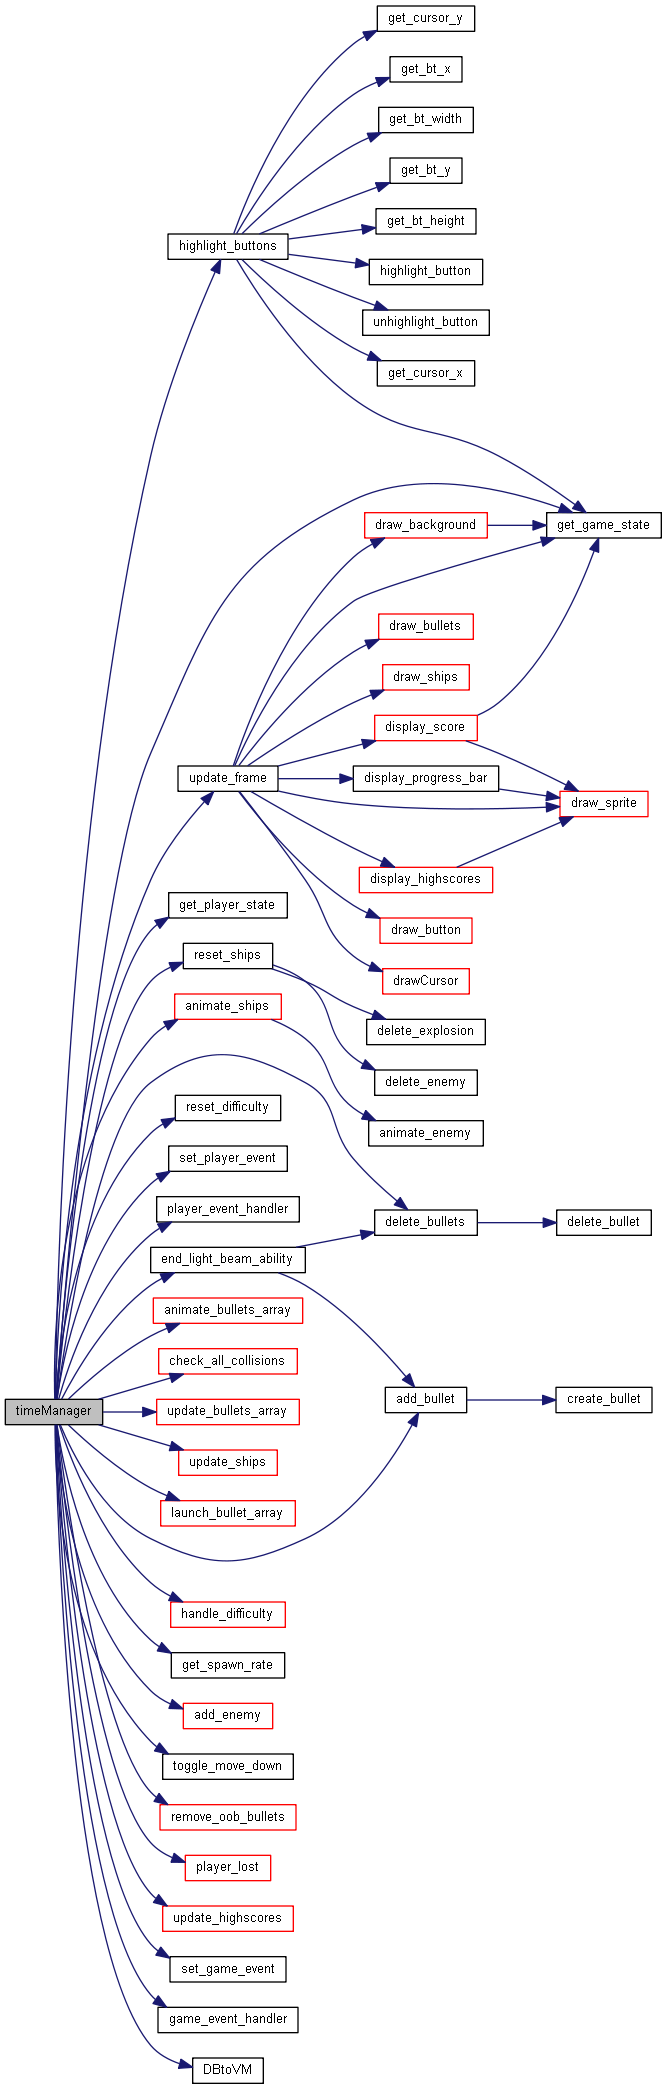 get_cursor_y
get_bt_x
get_bt_width
get_bt_y
get_bt_height
highlight_buttons
highlight_button
unhighlight_button
get_cursor_x
draw_background
get_game_state
draw_bullets
draw_ships
display_score
update_frame
display_progress_bar
draw_sprite
display_highscores
get_player_state
draw_button
reset_ships
drawCursor
animate_ships
delete_explosion
delete_enemy
reset_difficulty
animate_enemy
set_player_event
player_event_handler
delete_bullets
delete_bullet
end_light_beam_ability
animate_bullets_array
check_all_collisions
timeManager
update_bullets_array
add_bullet
create_bullet
update_ships
launch_bullet_array
handle_difficulty
get_spawn_rate
add_enemy
toggle_move_down
remove_oob_bullets
player_lost
update_highscores
set_game_event
game_event_handler
DBtoVM